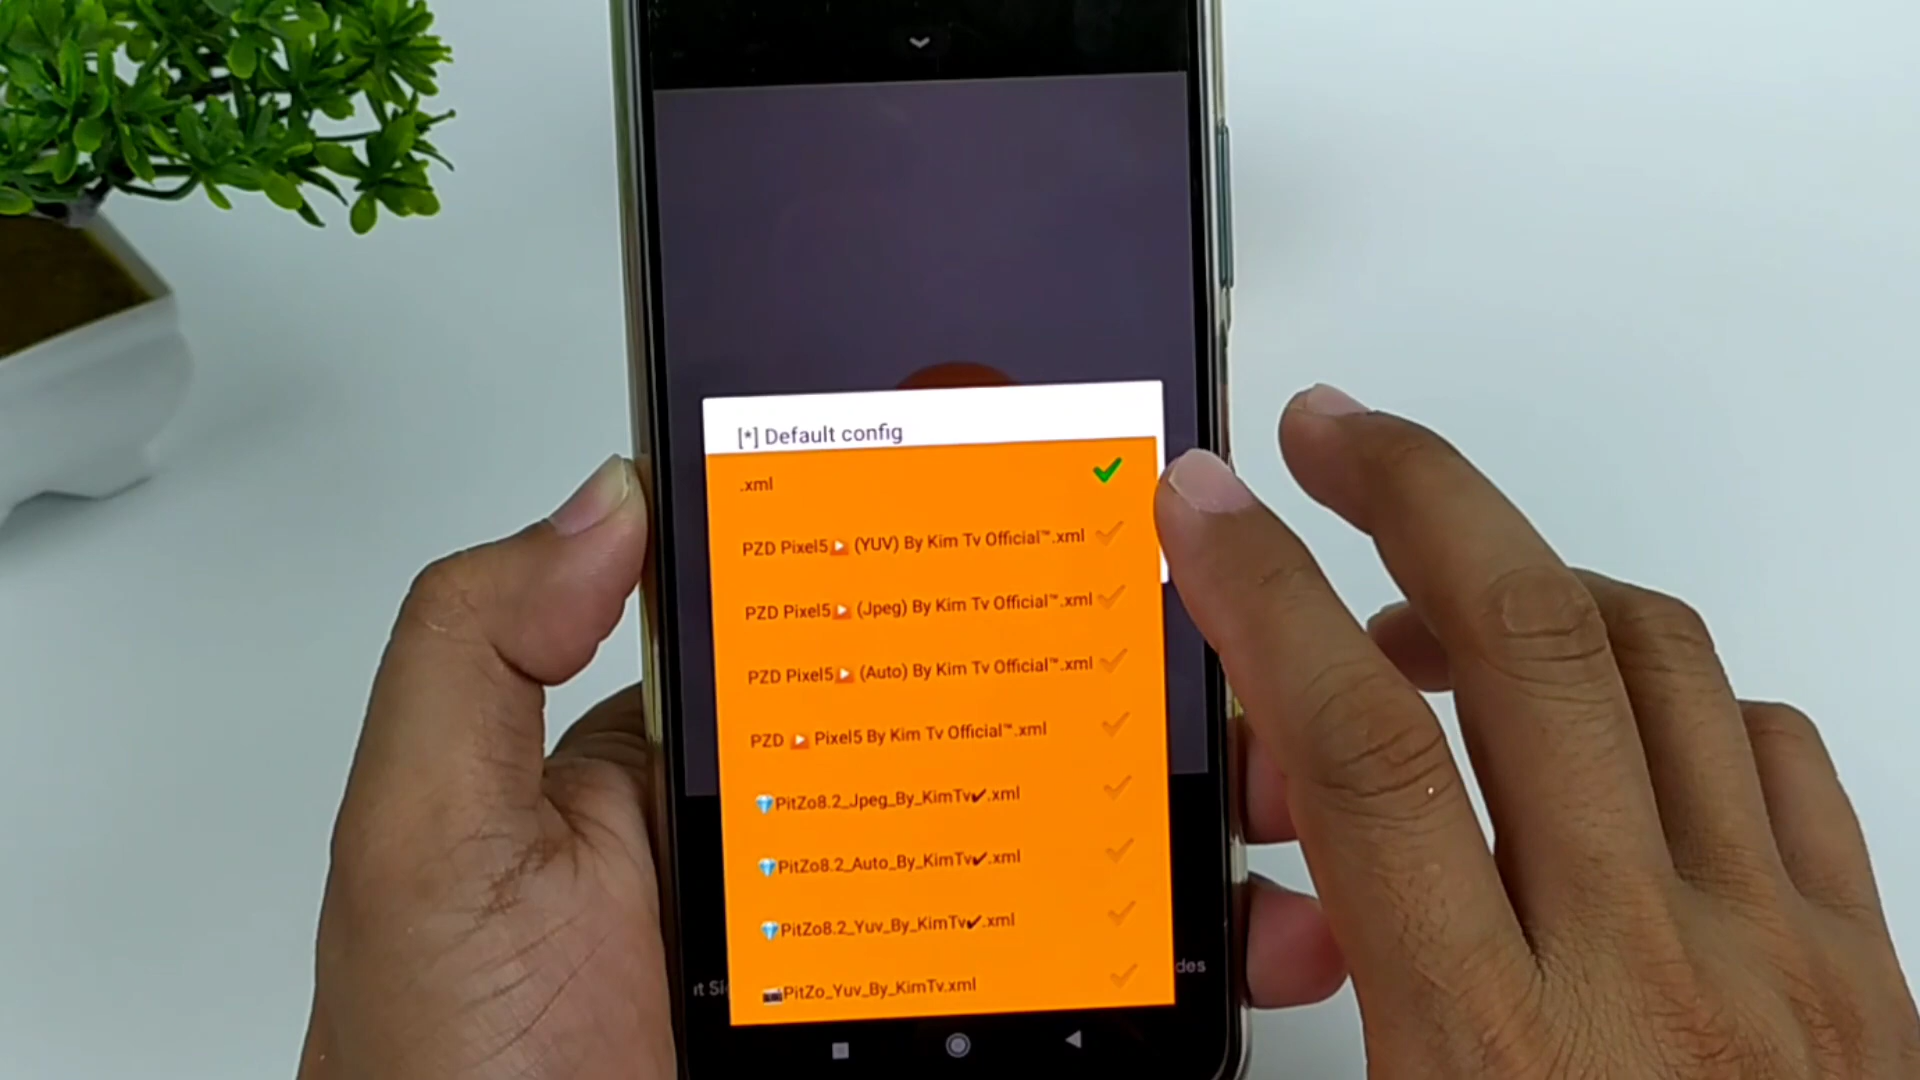 [*] Default config
.xml
PZD Pixel5▶️ (YUV) By Kim Tv Official™.xml
PZD Pixel5▶️ (Jpeg) By Kim Tv Official™.xml
PZD Pixel5▶️ (Auto) By Kim Tv Official™.xml
PZD ▶️ Pixel5 By Kim Tv Official™.xml
💎PitZo8.2_Jpeg_By_KimTv✔.xml
💎PitZo8.2_Auto_By_KimTv✔.xml
💎PitZo8.2_Yuv_By_KimTv✔.xml
📷PitZo_Yuv_By_KimTv.xml